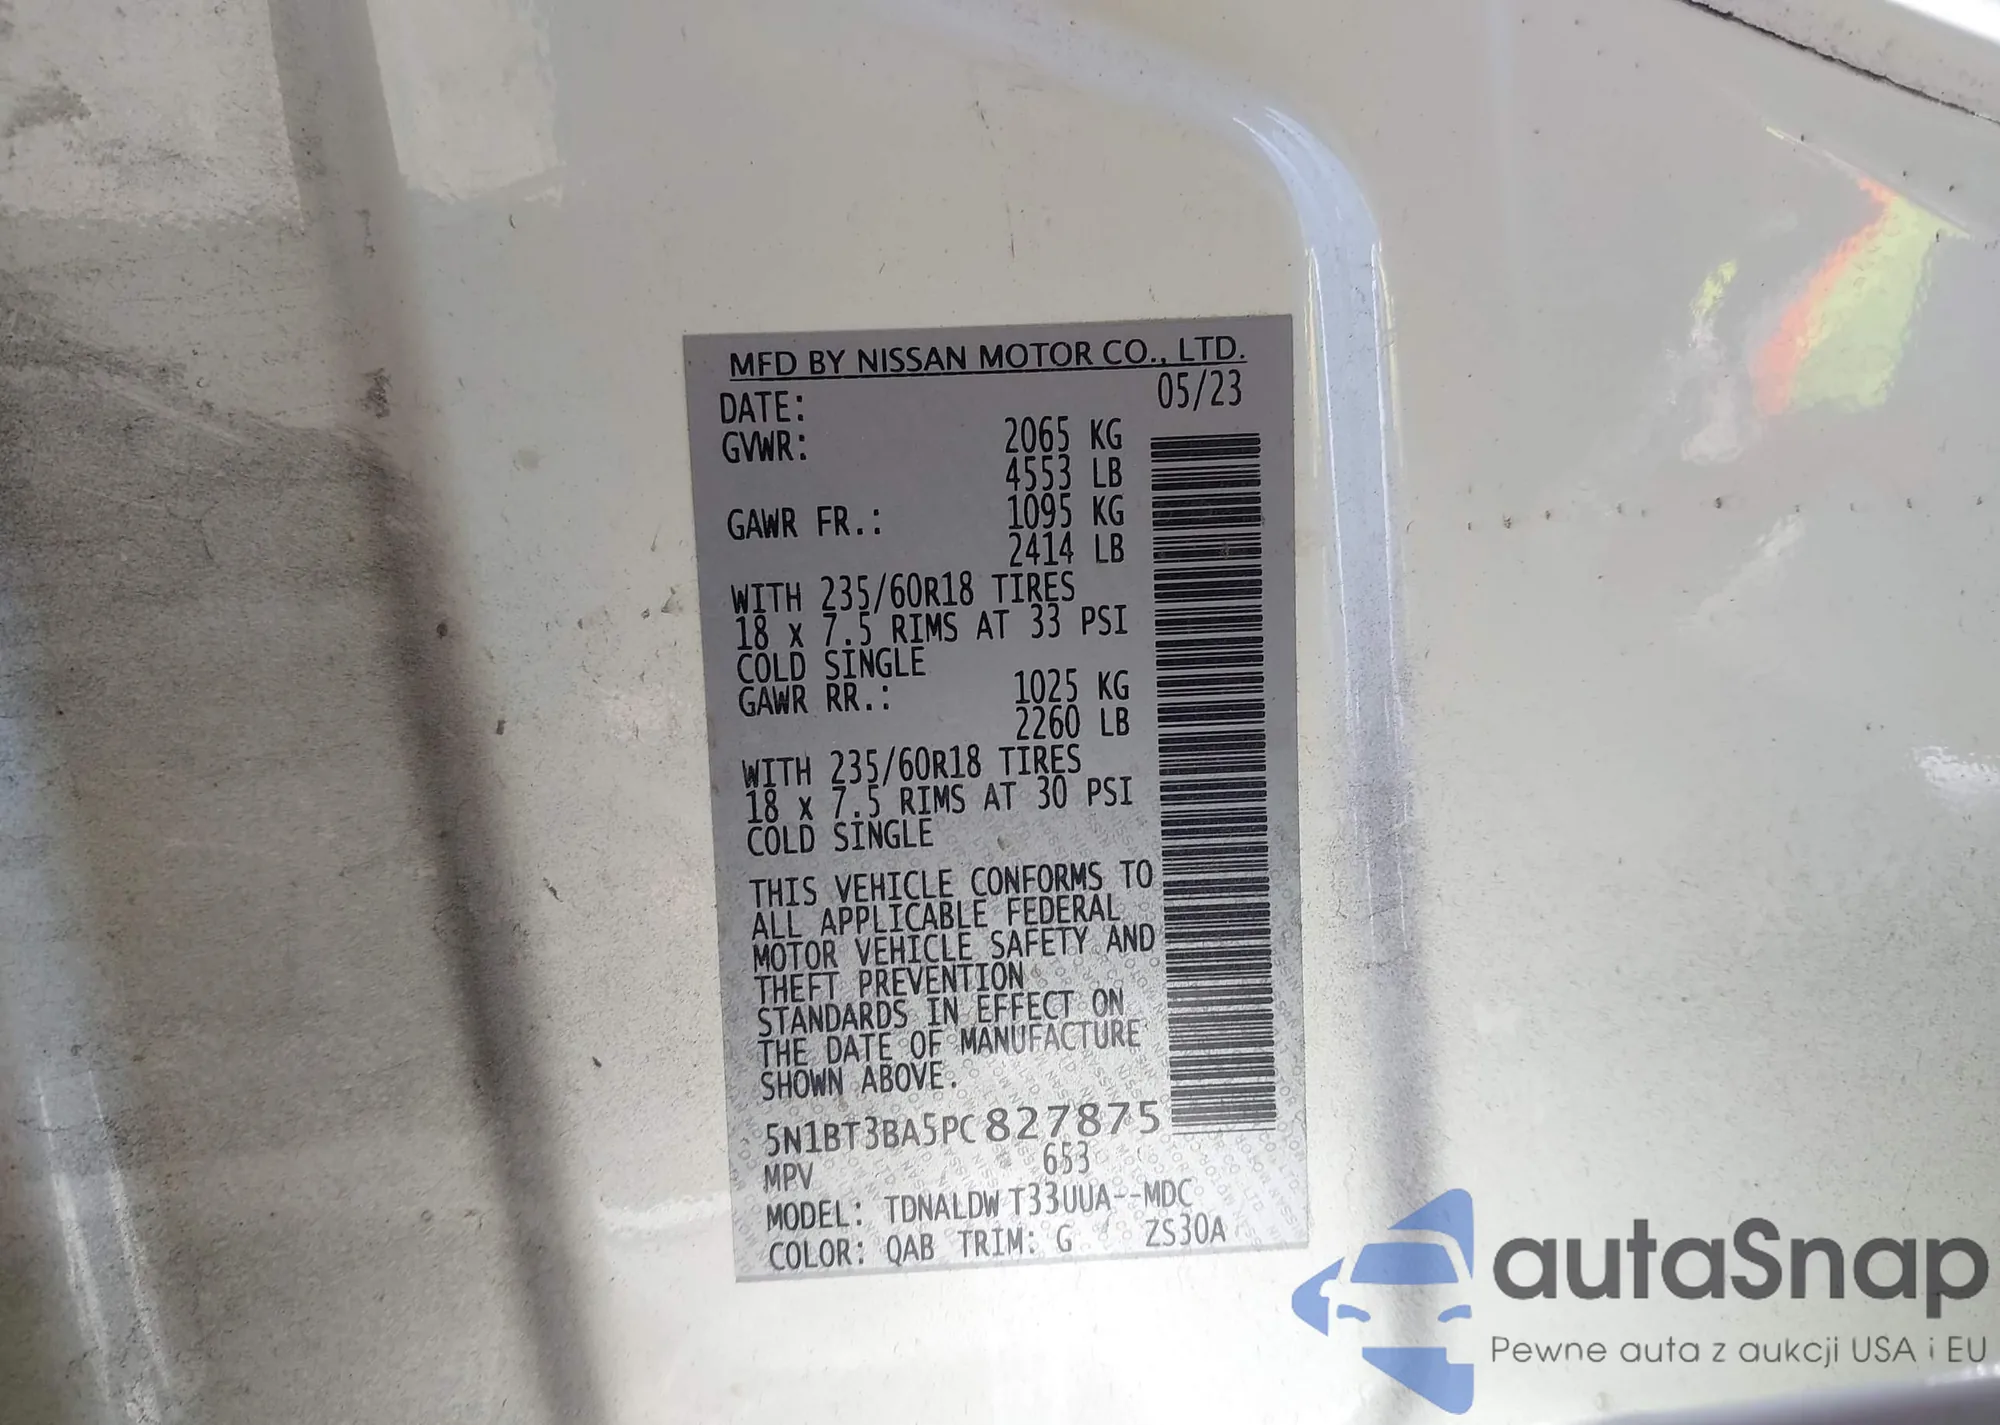 MFD BY NISSAN MOTOR CO., LTD.
DATE: 05/23
GVWR: 2065 KG
4553 LB
GAWR FR.: 1095 KG
2414 LB
WITH 235/60R18 TIRES
18 x 7.5 RIMS AT 33 PSI
COLD SINGLE
GAWR RR.: 1025 KG
2260 LB
WITH 235/60R18 TIRES
18 x 7.5 RIMS AT 30 PSI
COLD SINGLE
THIS VEHICLE CONFORMS TO
ALL APPLICABLE FEDERAL
MOTOR VEHICLE SAFETY AND
THEFT PREVENTION
STANDARDS IN EFFECT ON
THE DATE OF MANUFACTURE
SHOWN ABOVE.
5N1BT3BA5PC827875
MPV 653
MODEL: TDNALDW T33UUA--MDC
COLOR: QAB TRIM: G ZS30A
autaSnap
Pewne auta z aukcji USA i EU